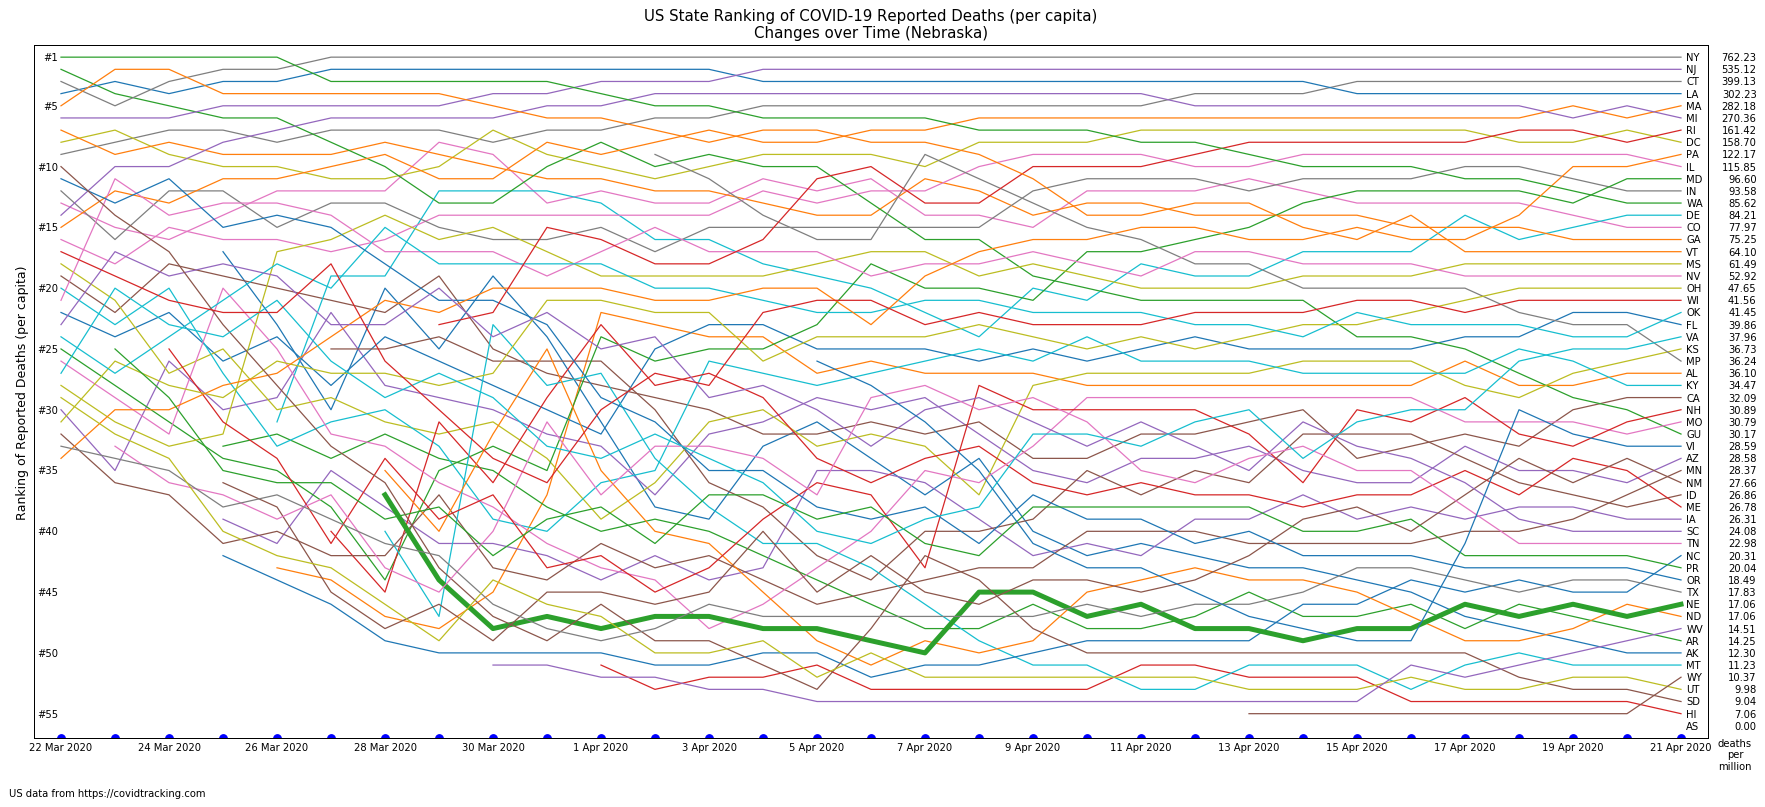 US State Ranking of COVID-19 Reported Deaths (per capita)
Changes over Time (Nebraska)
Ranking of Reported Deaths (per capita)
#1
#5
#10
#15
#20
#25
#30
#35
#40
#45
#50
#55
NY 762.23
NJ 535.12
CT 399.13
LA 302.23
MA 282.18
MI 270.36
RI 161.42
DC 158.70
PA 122.17
IL 115.85
MD 96.60
IN 93.58
WA 85.62
DE 84.21
CO 77.97
GA 75.25
VT 64.10
MS 61.49
NV 52.92
OH 47.65
WI 41.56
OK 41.45
FL 39.86
VA 37.96
KS 36.73
MP 36.24
AL 36.10
KY 34.47
CA 32.09
NH 30.89
MO 30.79
GU 30.17
VI 28.59
AZ 28.58
MN 28.37
NM 27.66
ID 26.86
ME 26.78
IA 26.31
SC 24.08
TN 22.98
NC 20.31
PR 20.04
OR 18.49
TX 17.83
NE 17.06
ND 17.06
WV 14.51
AR 14.25
AK 12.30
MT 11.23
WY 10.37
UT 9.98
SD 9.04
HI 7.06
AS 0.00
22 Mar 2020 24 Mar 2020 26 Mar 2020 28 Mar 2020 30 Mar 2020 1 Apr 2020 3 Apr 2020 5 Apr 2020 7 Apr 2020 9 Apr 2020 11 Apr 2020 13 Apr 2020 15 Apr 2020 17 Apr 2020 19 Apr 2020 21 Apr 2020
deaths
per
million
US data from https://covidtracking.com